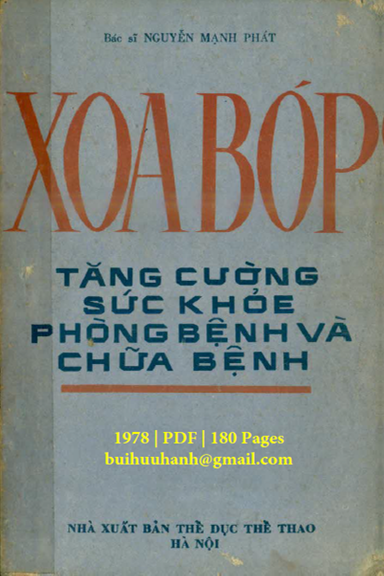 Bác sĩ NGUYỄN MẠNH PHÁT
XOA BÓP
TĂNG CƯỜNG
SỨC KHỎE
PHÒNG BỆNH VÀ
CHỮA BỆNH
1978 | PDF | 180 Pages
buihuuhanh@gmail.com
NHÀ XUẤT BẢN THỂ DỤC THỂ THAO
HÀ NỘI